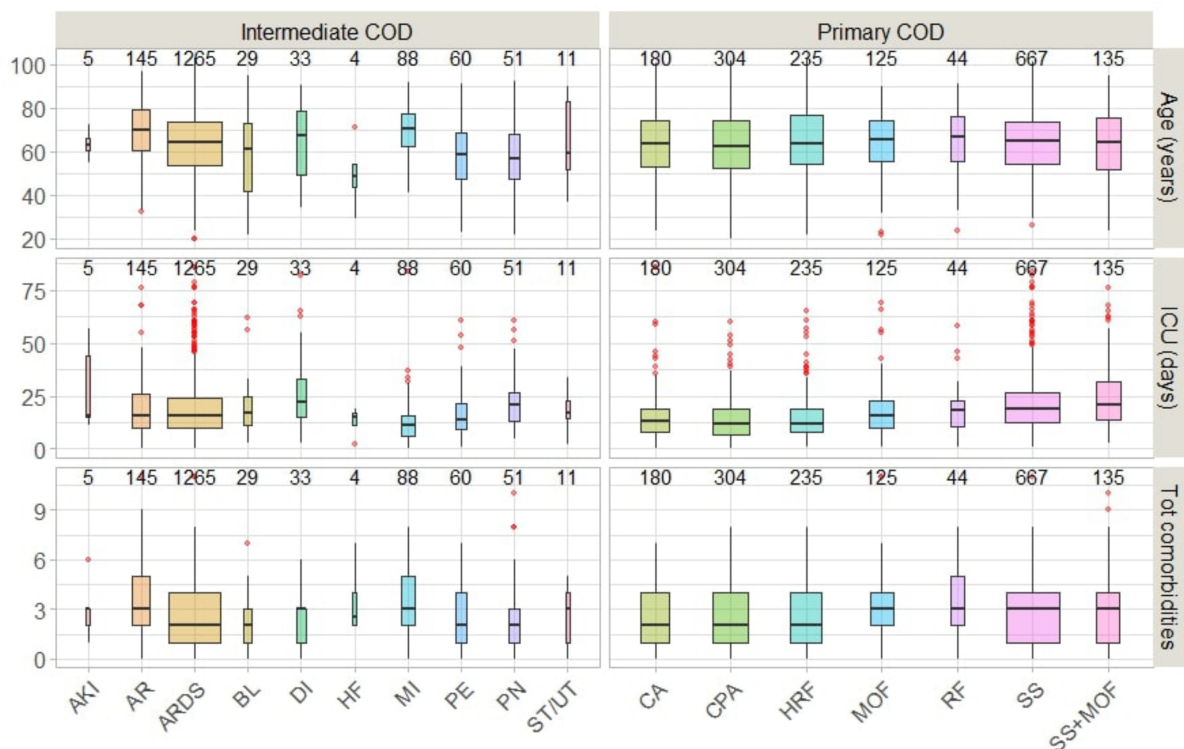 Intermediate COD Primary COD
5 145 1265 29 33 4 88 60 51 11 180 304 235 125 44 667 135
100
80
60
40
20
Age (years)
5 145 1265 29 33 4 88 60 51 11 180 304 235 125 44 667 135
75
50
25
0
ICU (days)
5 145 1265 29 33 4 88 60 51 11 180 304 235 125 44 667 135
9
6
3
0
Tot comorbidities
AKI AR ARDS BL DI HF MI PE PN ST/UT CA CPA HRF MOF RF SS SS+MOF